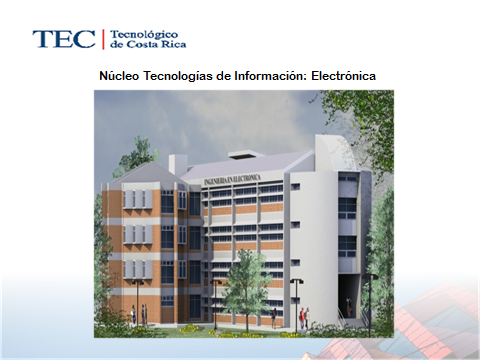 TEC | Tecnológico
de Costa Rica
Núcleo Tecnologías de Información: Electrónica
INGENIERIA EN ELECTRONICA